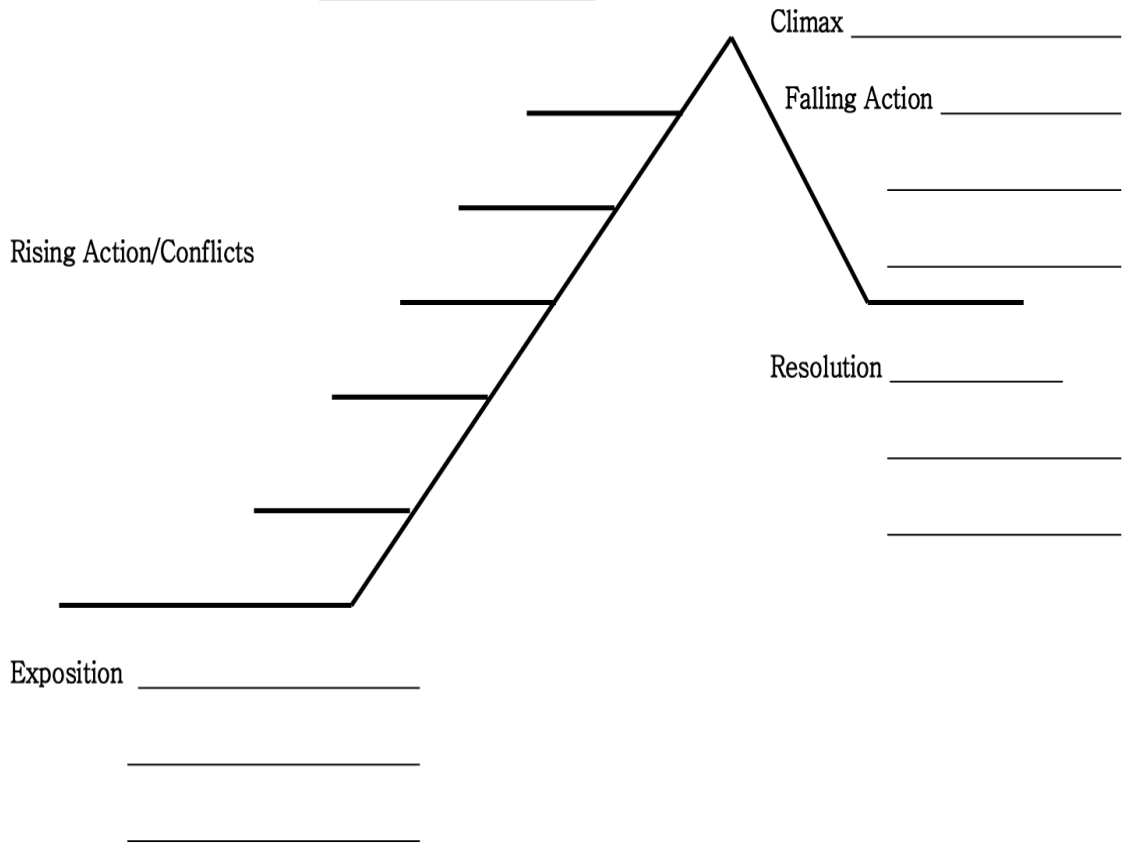 Climax
Falling Action
Rising Action/Conflicts
Resolution
Exposition